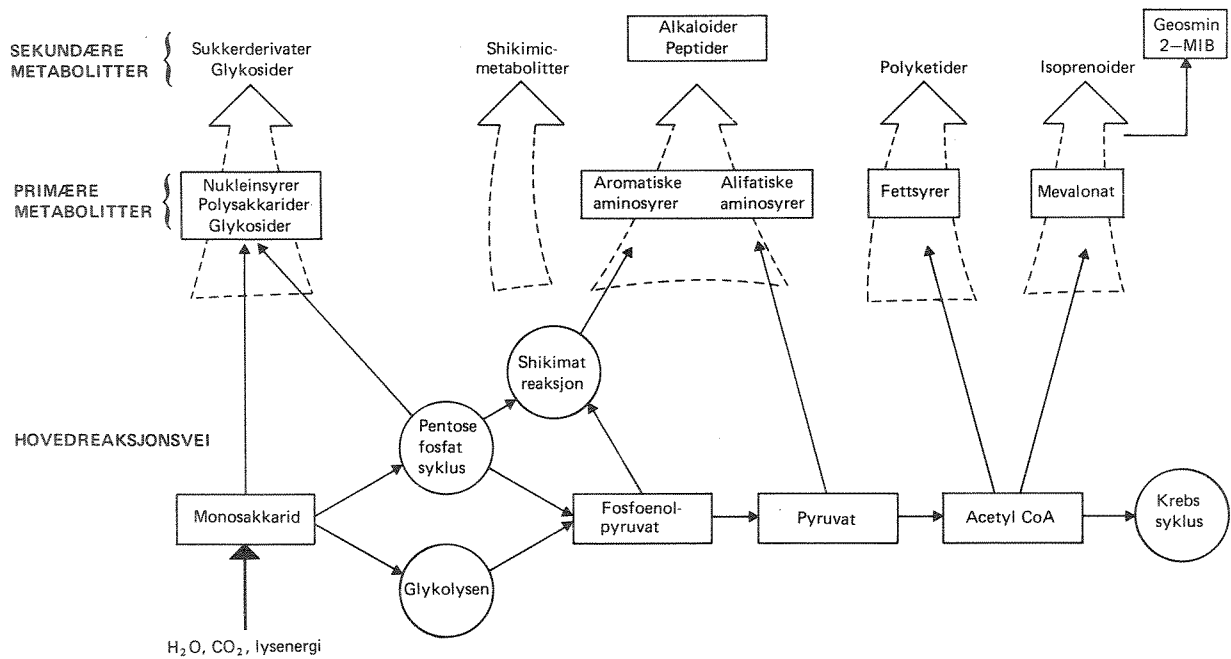 SEKUNDÆRE
METABOLITTER
Sukkerderivater
Glykosider
Shikimic-
metabolitter
Alkaloider
Peptider
Polyketider
Isoprenoider
Geosmin
2-MIB
PRIMÆRE
METABOLITTER
Nukleinsyrer
Polysakkarider
Glykosider
Aromatiske
aminosyrer
Alifatiske
aminosyrer
Fettsyrer
Mevalonat
Shikimat
reaksjon
HOVEDREAKSJONSVEI
Pentose
fosfat
syklus
Monosakkarid
Fosfoenol-
pyruvat
Pyruvat
Acetyl CoA
Krebs
syklus
Glykolysen
H₂O, CO₂, lysenergi